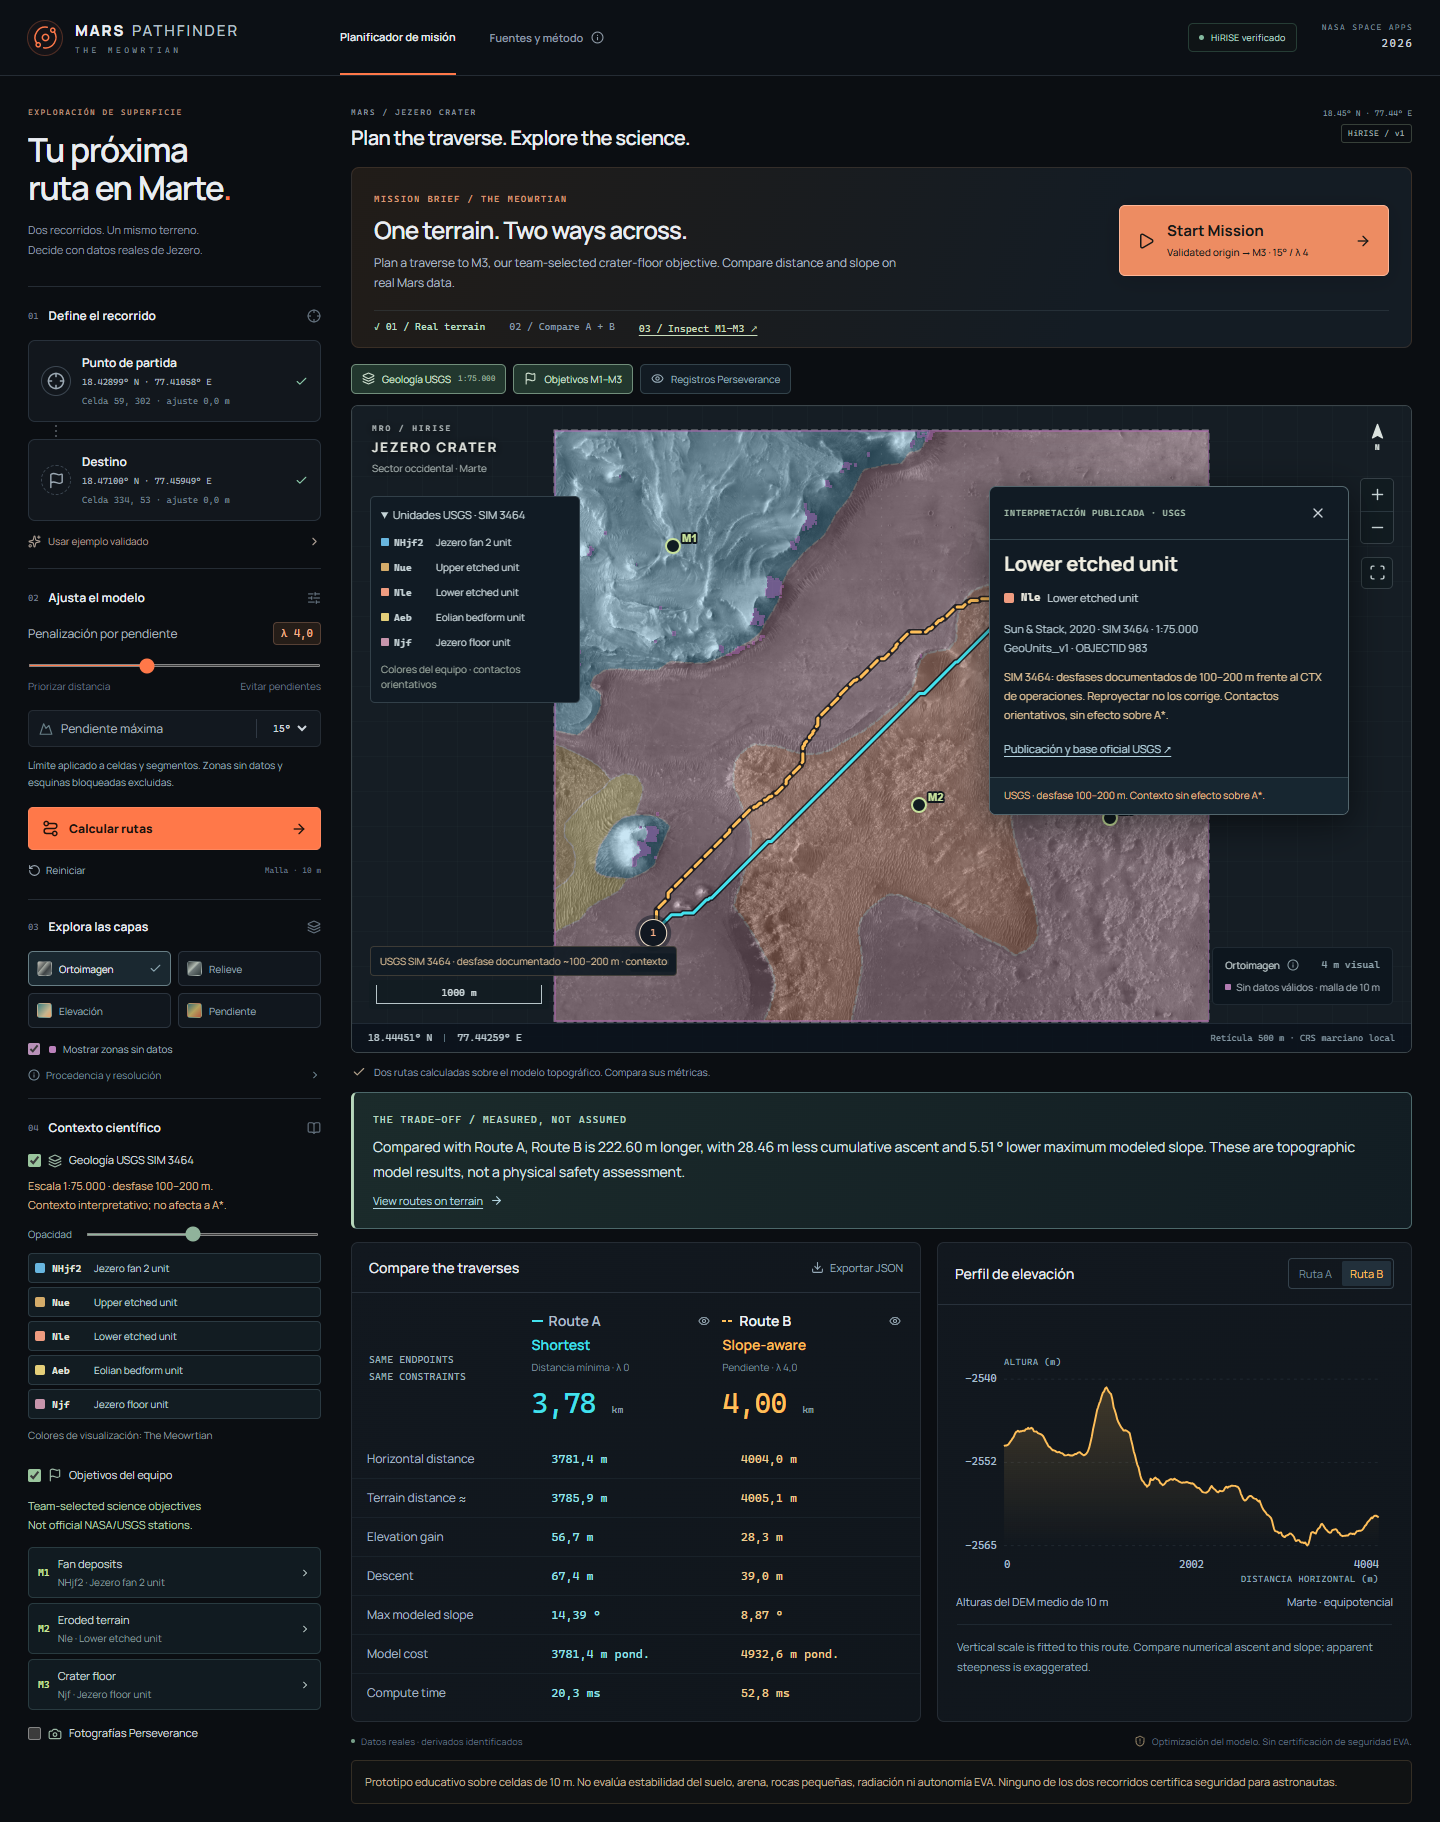 MARS PATHFINDER
THE MEOWRTIAN
Planificador de misión
Fuentes y método
HiRISE verificado
NASA SPACE APPS
2026
EXPLORACIÓN DE SUPERFICIE
Tu próxima
ruta en Marte.
Dos recorridos. Un mismo terreno.
Decide con datos reales de Jezero.
01 Define el recorrido
Punto de partida
18.42899° N · 77.41058° E
Celda 59, 302 · ajuste 0,0 m
Destino
18.47100° N · 77.45949° E
Celda 334, 53 · ajuste 0,0 m
Usar ejemplo validado
02 Ajusta el modelo
Penalización por pendiente
λ 4,0
Priorizar distancia
Evitar pendientes
Pendiente máxima
15°
Límite aplicado a celdas y segmentos. Zonas sin datos y
esquinas bloqueadas excluidas.
Calcular rutas
Reiniciar
Malla · 10 m
03 Explora las capas
Ortoimagen
Relieve
Elevación
Pendiente
Mostrar zonas sin datos
Procedencia y resolución
04 Contexto científico
Geología USGS SIM 3464
Escala 1:75.000 · desfase 100–200 m.
Contexto interpretativo; no afecta a A*.
Opacidad
NHjf2 Jezero fan 2 unit
Nue Upper etched unit
Nle Lower etched unit
Aeb Eolian bedform unit
Njf Jezero floor unit
Colores de visualización: The Meowrtian
Objetivos del equipo
Team-selected science objectives
Not official NASA/USGS stations.
M1 Fan deposits
NHjf2 · Jezero fan 2 unit
M2 Eroded terrain
Nle · Lower etched unit
M3 Crater floor
Njf · Jezero floor unit
Fotografías Perseverance
MARS / JEZERO CRATER
Plan the traverse. Explore the science.
18.45° N · 77.44° E
HiRISE / v1
MISSION BRIEF / THE MEOWRTIAN
One terrain. Two ways across.
Plan a traverse to M3, our team-selected crater-floor objective. Compare distance and slope on
real Mars data.
Start Mission
Validated origin → M3 · 15° / λ 4
✓ 01 / Real terrain
02 / Compare A + B
03 / Inspect M1–M3 ↗
Geología USGS 1:75.000
Objetivos M1–M3
Registros Perseverance
MRO / HIRISE
JEZERO CRATER
Sector occidental · Marte
▼ Unidades USGS · SIM 3464
NHjf2 Jezero fan 2 unit
Nue Upper etched unit
Nle Lower etched unit
Aeb Eolian bedform unit
Njf Jezero floor unit
Colores del equipo · contactos
orientativos
M1
M2
1
N
INTERPRETACIÓN PUBLICADA · USGS
Lower etched unit
Nle Lower etched unit
Sun & Stack, 2020 · SIM 3464 · 1:75.000
GeoUnits_v1 · OBJECTID 983
SIM 3464: desfases documentados de 100–200 m frente al CTX
de operaciones. Reproyectar no los corrige. Contactos
orientativos, sin efecto sobre A*.
Publicación y base oficial USGS ↗
USGS · desfase 100–200 m. Contexto sin efecto sobre A*.
USGS SIM 3464 · desfase documentado ~100–200 m · contexto
1000 m
Ortoimagen
4 m visual
Sin datos válidos · malla de 10 m
18.44451° N | 77.44259° E
Retícula 500 m · CRS marciano local
Dos rutas calculadas sobre el modelo topográfico. Compara sus métricas.
THE TRADE-OFF / MEASURED, NOT ASSUMED
Compared with Route A, Route B is 222.60 m longer, with 28.46 m less cumulative ascent and 5.51 ° lower maximum modeled slope. These are topographic
model results, not a physical safety assessment.
View routes on terrain →
Compare the traverses
Exportar JSON
SAME ENDPOINTS
SAME CONSTRAINTS
Route A
Shortest
Distancia mínima · λ 0
3,78 km
Route B
Slope-aware
Pendiente · λ 4,0
4,00 km
Horizontal distance 3781,4 m 4004,0 m
Terrain distance ≈ 3785,9 m 4005,1 m
Elevation gain 56,7 m 28,3 m
Descent 67,4 m 39,0 m
Max modeled slope 14,39 ° 8,87 °
Model cost 3781,4 m pond. 4932,6 m pond.
Compute time 20,3 ms 52,8 ms
Perfil de elevación
Ruta A
Ruta B
ALTURA (m)
−2540
−2552
−2565
0 2002 4004
DISTANCIA HORIZONTAL (m)
Alturas del DEM medio de 10 m
Marte · equipotencial
Vertical scale is fitted to this route. Compare numerical ascent and slope; apparent
steepness is exaggerated.
Datos reales · derivados identificados
Optimización del modelo. Sin certificación de seguridad EVA.
Prototipo educativo sobre celdas de 10 m. No evalúa estabilidad del suelo, arena, rocas pequeñas, radiación ni autonomía EVA. Ninguno de los dos recorridos certifica seguridad para astronautas.